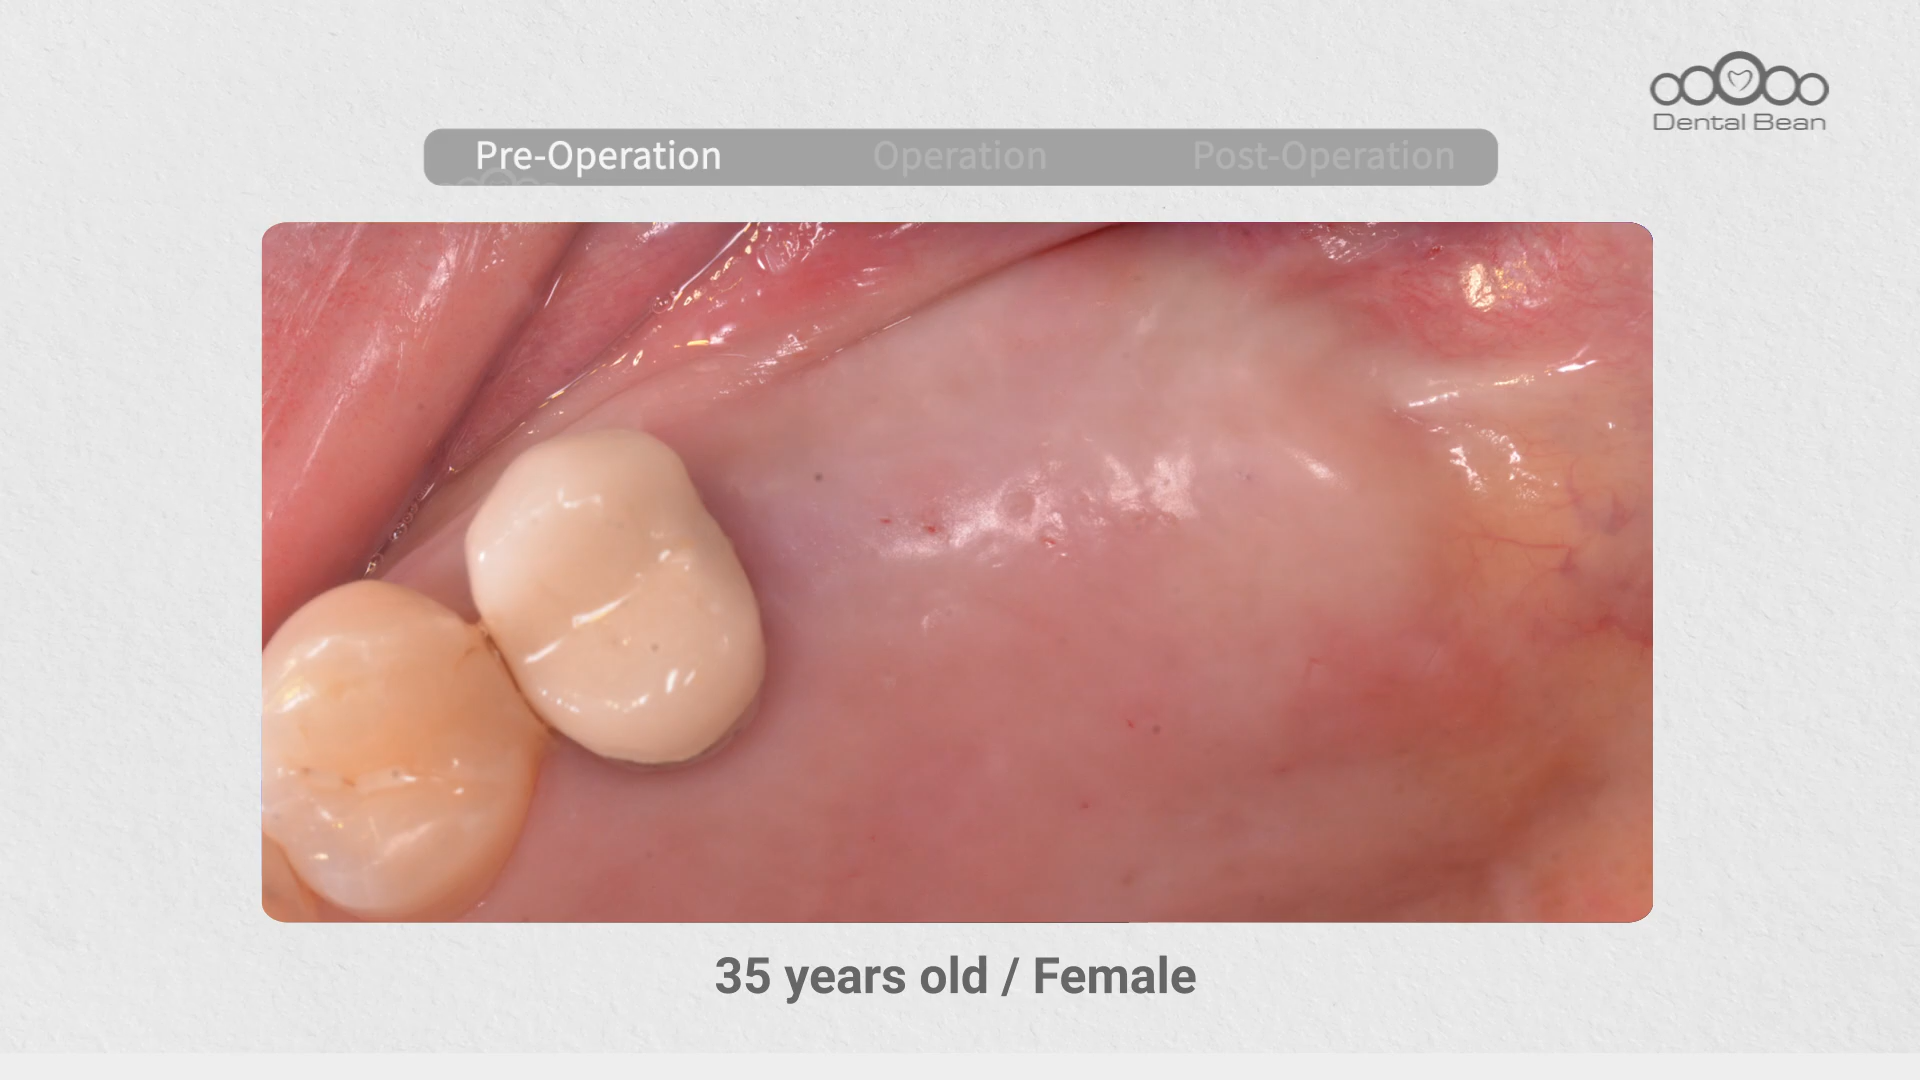 Dental Bean
Pre-Operation Operation Post-Operation
35 years old / Female